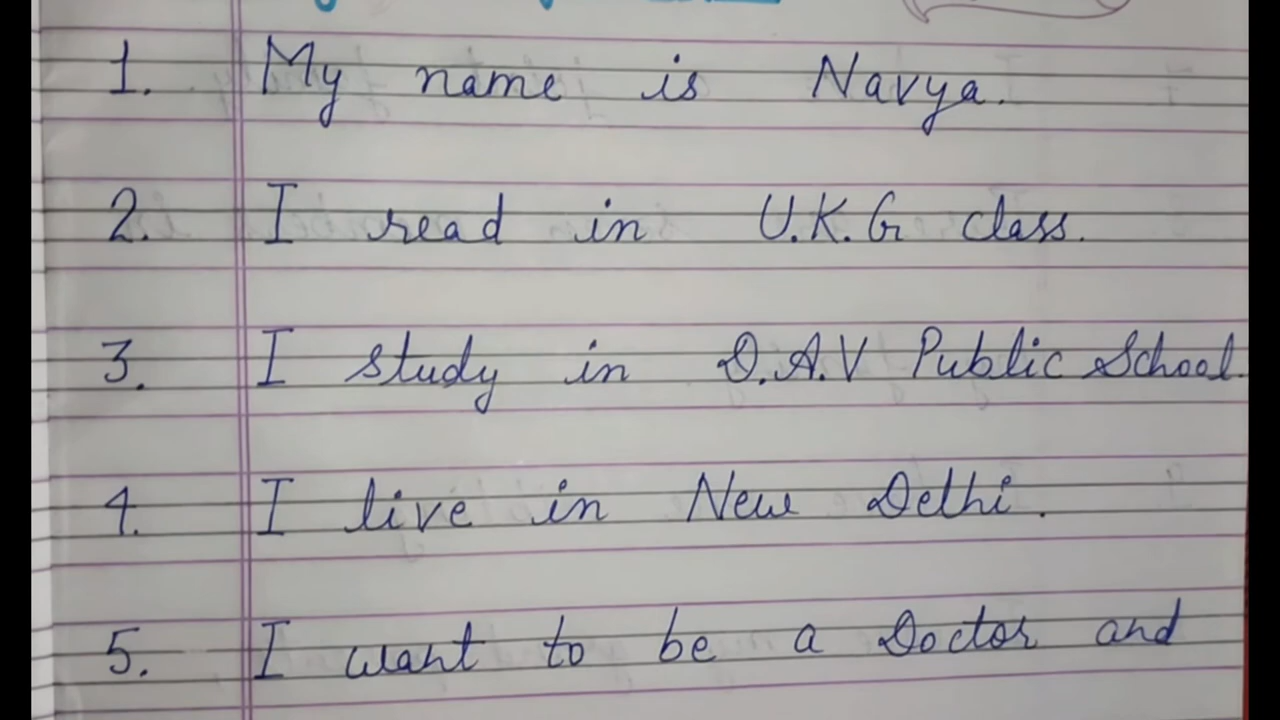 1. My name is Navya.
2. I read in U.K.G class.
3. I study in D.A.V Public School.
4. I live in New Delhi.
5. I want to be a Doctor and